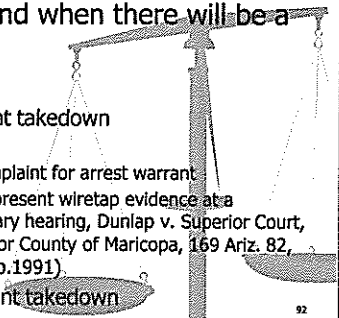 nd when there will be a
nt takedown
plaint for arrest warrant
present wiretap evidence at a
ary hearing, Dunlap v. Superior Court,
or County of Maricopa, 169 Ariz. 82,
p.1991)
nt takedown
92